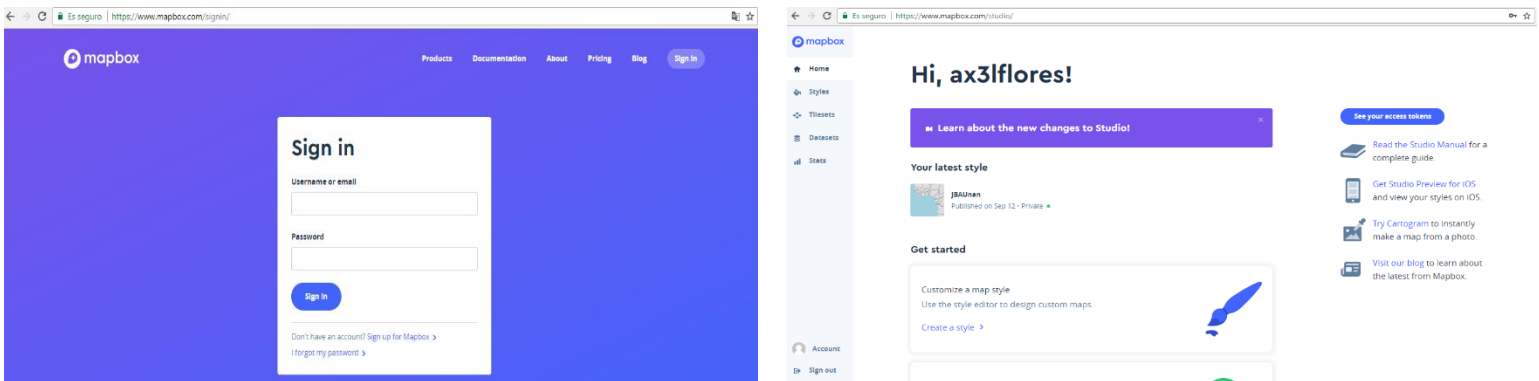 Es seguro | https://www.mapbox.com/signin/
mapbox
Products Documentation About Pricing Blog Sign in
Sign in
Username or email
Password
Sign in
Don't have an account? Sign up for Mapbox >
I forgot my password >
Es seguro | https://www.mapbox.com/studio/
mapbox
Home
Styles
Tilesets
Datasets
Stats
Account
Sign out
Hi, ax3lflores!
Learn about the new changes to Studio!
Your latest style
JBAUnan
Published on Sep 12 • Private
Get started
Customize a map style
Use the style editor to design custom maps.
Create a style >
See your access tokens
Read the Studio Manual for a
complete guide.
Get Studio Preview for iOS
and view your styles on iOS.
Try Cartogram to instantly
make a map from a photo.
Visit our blog to learn about
the latest from Mapbox.